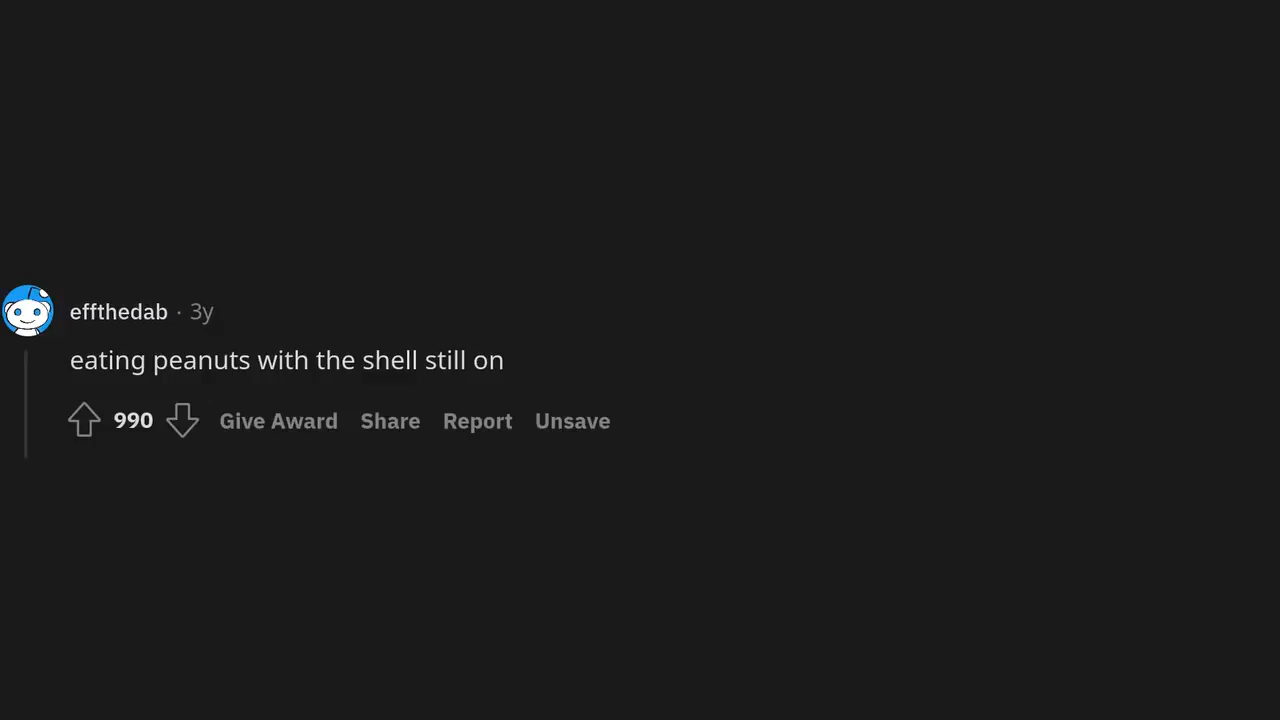 effthedab · 3y
eating peanuts with the shell still on
990 Give Award Share Report Unsave